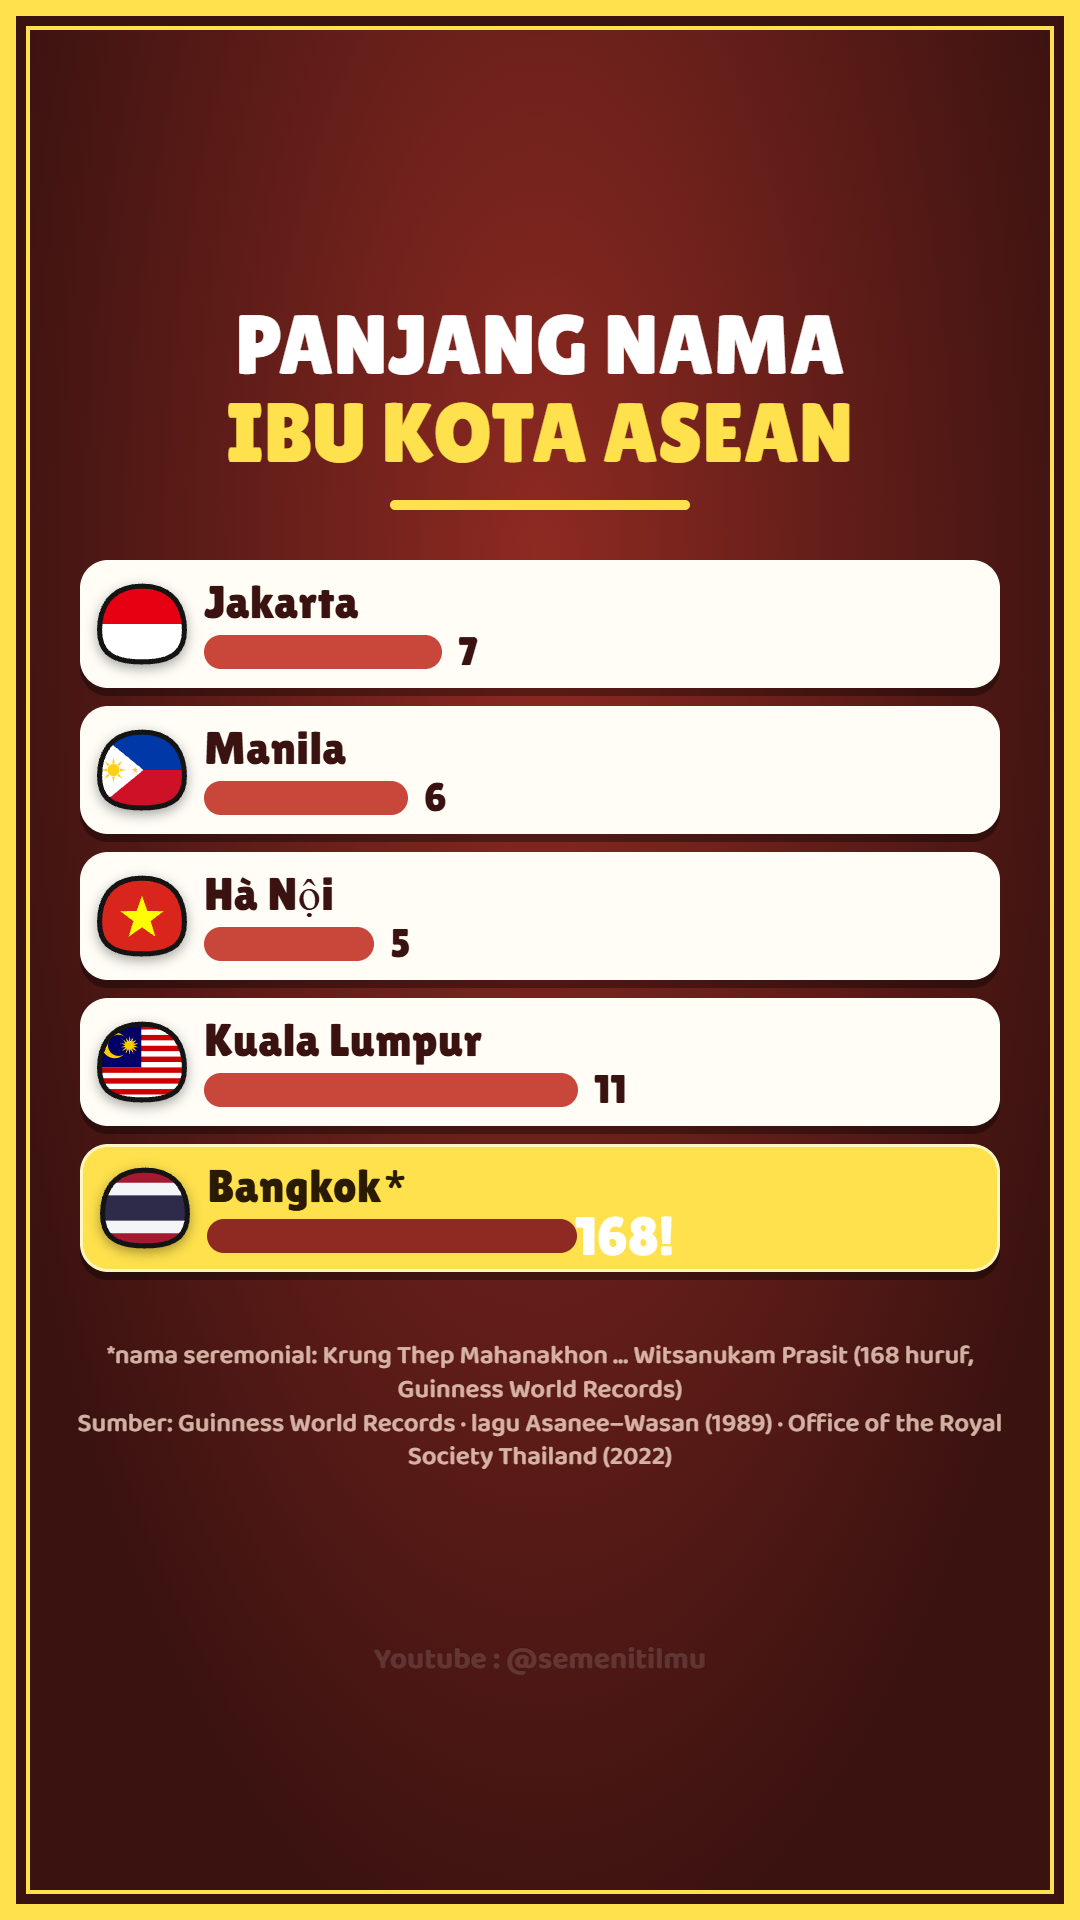 PANJANG NAMA
IBU KOTA ASEAN
Jakarta
7
Manila
6
Hà Nội
5
Kuala Lumpur
11
Bangkok*
168!
*nama seremonial: Krung Thep Mahanakhon ... Witsanukam Prasit (168 huruf,
Guinness World Records)
Sumber: Guinness World Records · lagu Asanee–Wasan (1989) · Office of the Royal
Society Thailand (2022)
Youtube : @semenitilmu